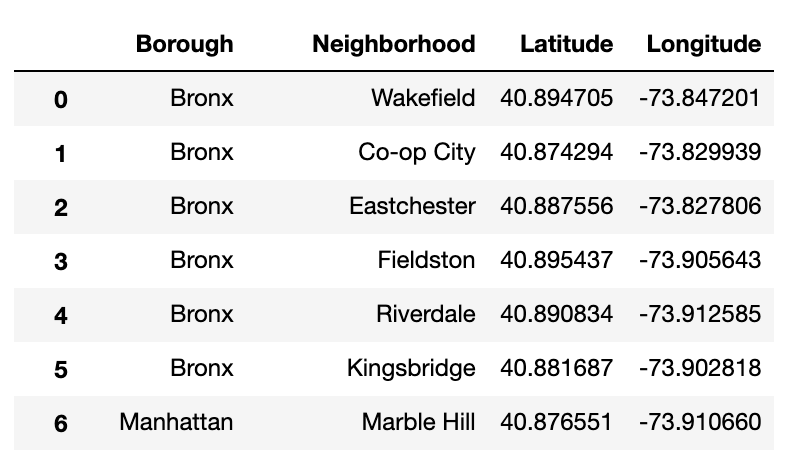 Borough Neighborhood Latitude Longitude
0 Bronx Wakefield 40.894705 -73.847201
1 Bronx Co-op City 40.874294 -73.829939
2 Bronx Eastchester 40.887556 -73.827806
3 Bronx Fieldston 40.895437 -73.905643
4 Bronx Riverdale 40.890834 -73.912585
5 Bronx Kingsbridge 40.881687 -73.902818
6 Manhattan Marble Hill 40.876551 -73.910660